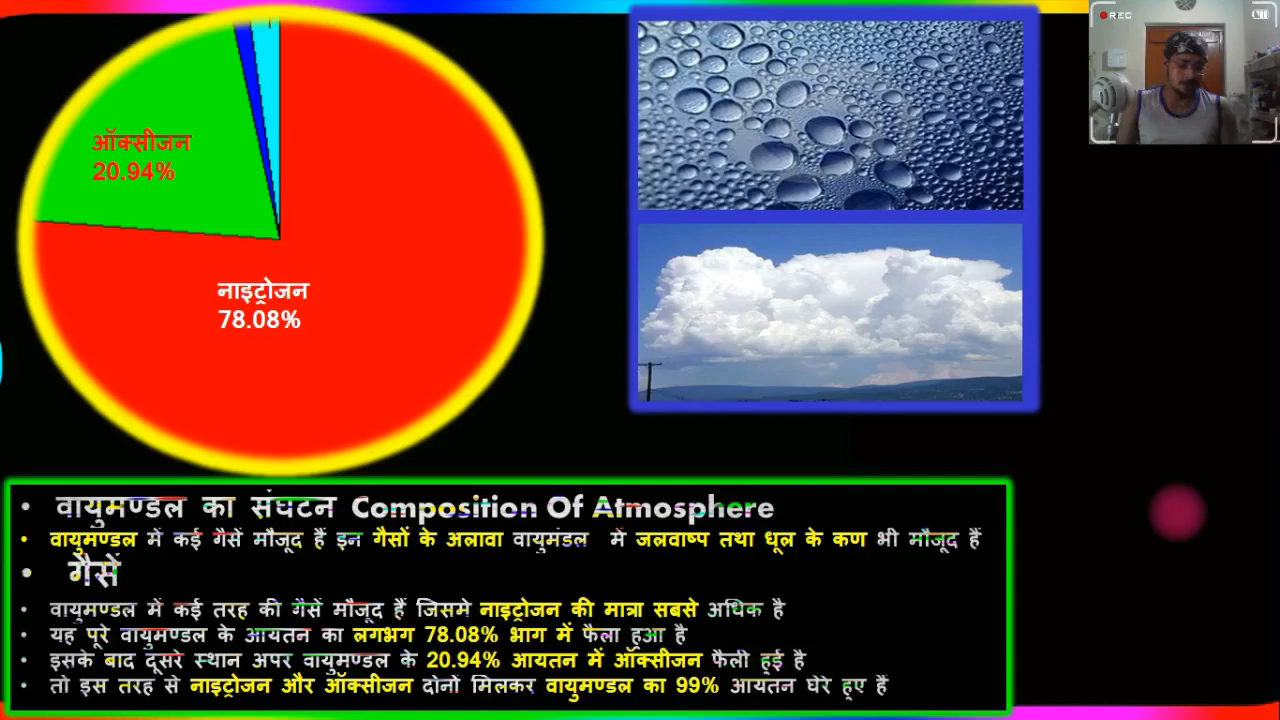 REC
ऑक्सीजन
20.94%
नाइट्रोजन
78.08%
• वायुमण्डल का संघटन Composition Of Atmosphere
• वायुमण्डल में कई गैसें मौजूद हैं इन गैसों के अलावा वायुमंडल में जलवाष्प तथा धूल के कण भी मौजूद हैं
• गैसें
• वायुमण्डल में कई तरह की गैसें मौजूद हैं जिसमे नाइट्रोजन की मात्रा सबसे अधिक है
• यह पूरे वायुमण्डल के आयतन का लगभग 78.08% भाग में फैला हुआ है
• इसके बाद दूसरे स्थान अपर वायुमण्डल के 20.94% आयतन में ऑक्सीजन फैली हुई है
• तो इस तरह से नाइट्रोजन और ऑक्सीजन दोनों मिलकर वायुमण्डल का 99% आयतन घेरे हुए हैं